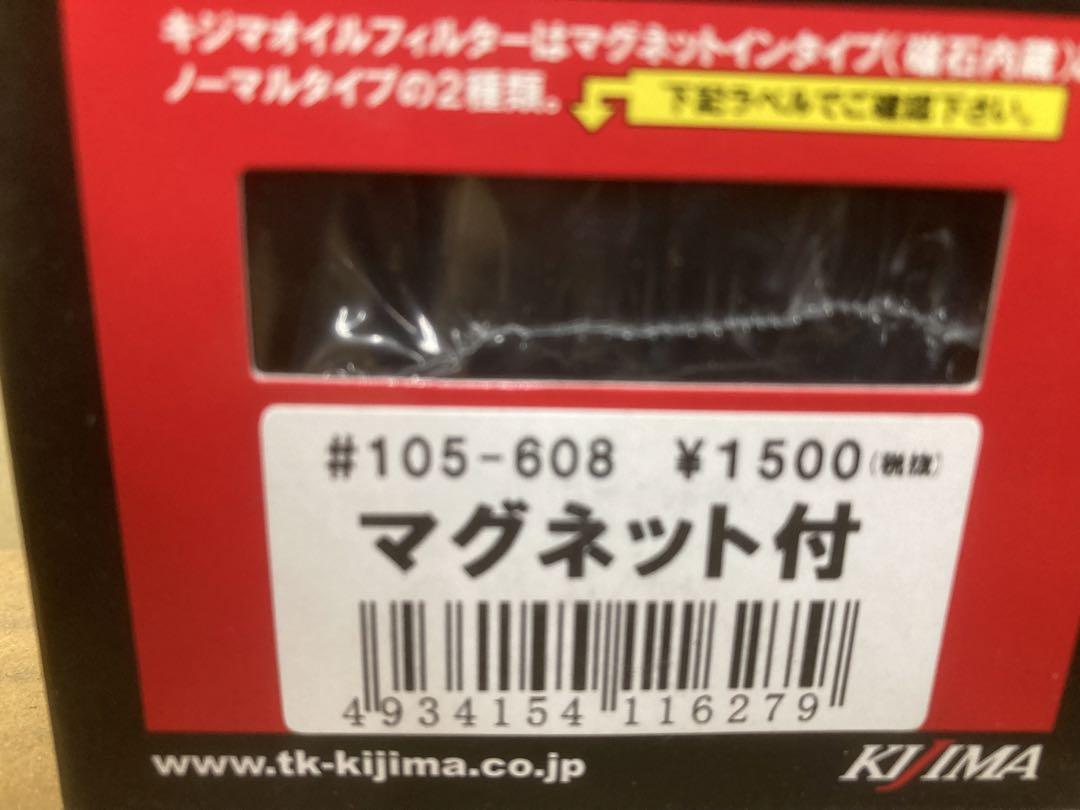 キジマオイルフィルターはマグネットインタイプ(磁石内蔵)と
ノーマルタイプの2種類。
下記ラベルでご確認下さい。
#105-608 ¥1500(税抜)
マグネット付
4934154116279
www.tk-kijima.co.jp
KIJIMA